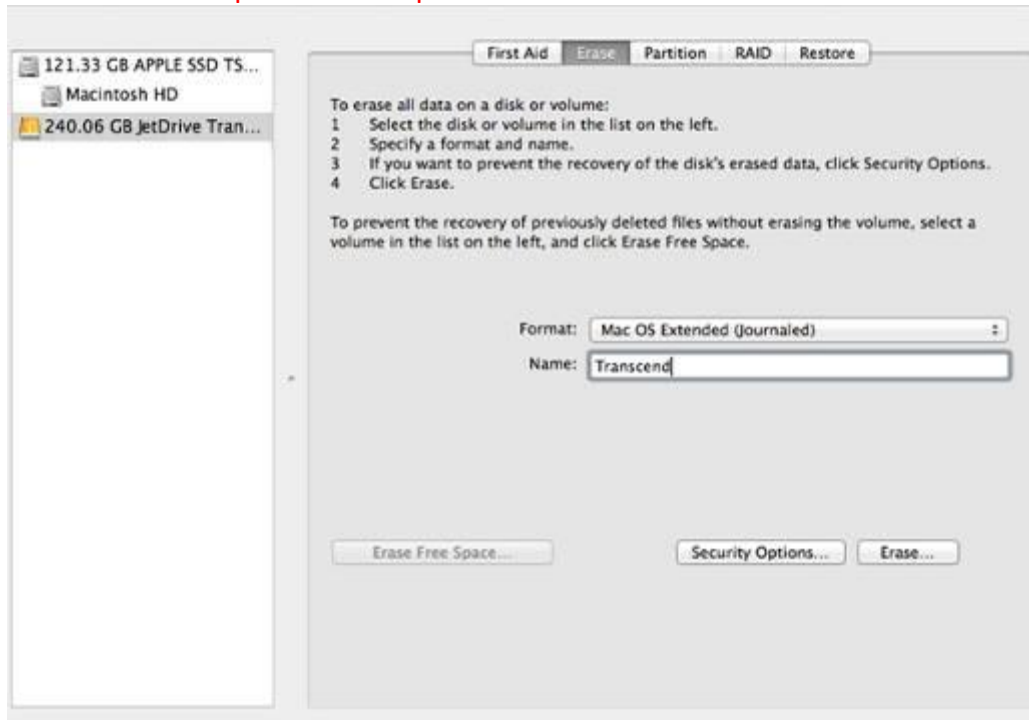 121.33 GB APPLE SSD TS...
Macintosh HD
240.06 GB JetDrive Tran...
First Aid Erase Partition RAID Restore
To erase all data on a disk or volume:
1 Select the disk or volume in the list on the left.
2 Specify a format and name.
3 If you want to prevent the recovery of the disk's erased data, click Security Options.
4 Click Erase.
To prevent the recovery of previously deleted files without erasing the volume, select a
volume in the list on the left, and click Erase Free Space.
Format: Mac OS Extended (Journaled)
Name: Transcend
Erase Free Space... Security Options... Erase...